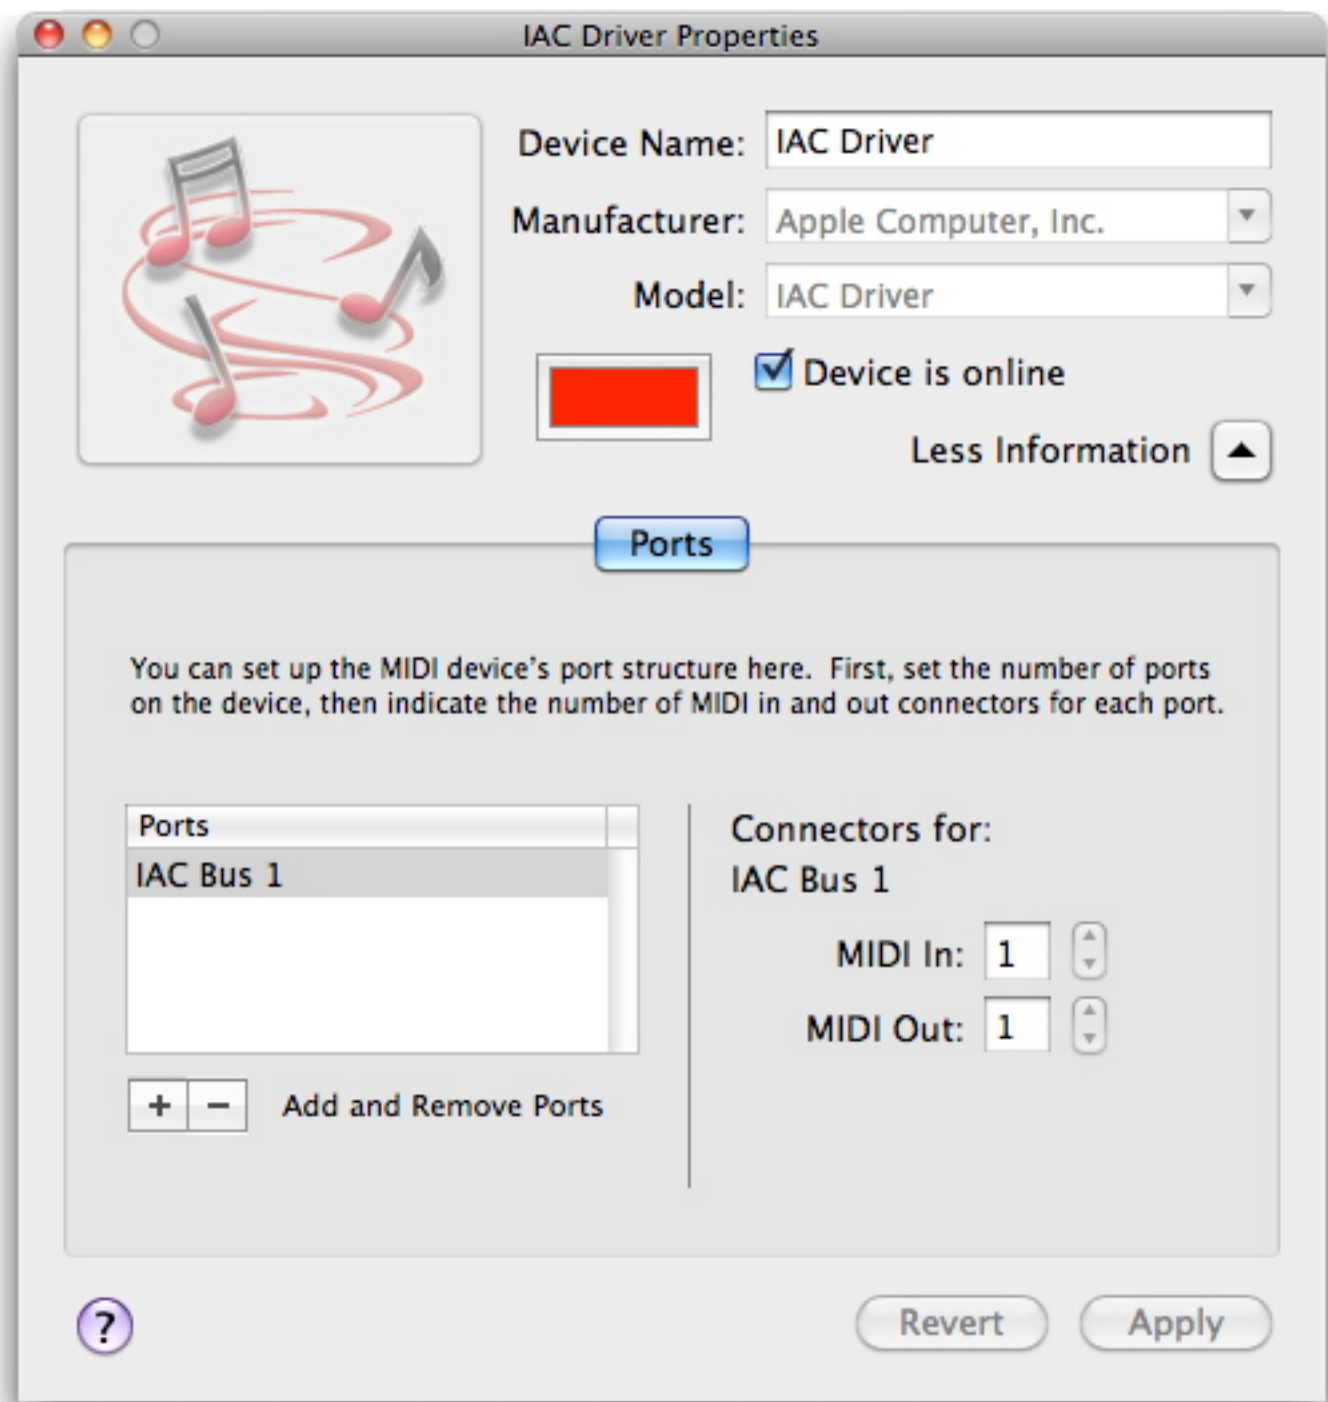 IAC Driver Properties
Device Name: IAC Driver
Manufacturer: Apple Computer, Inc.
Model: IAC Driver
Device is online
Less Information
Ports
You can set up the MIDI device's port structure here. First, set the number of ports
on the device, then indicate the number of MIDI in and out connectors for each port.
Ports
IAC Bus 1
+ − Add and Remove Ports
Connectors for:
IAC Bus 1
MIDI In: 1
MIDI Out: 1
?
Revert
Apply